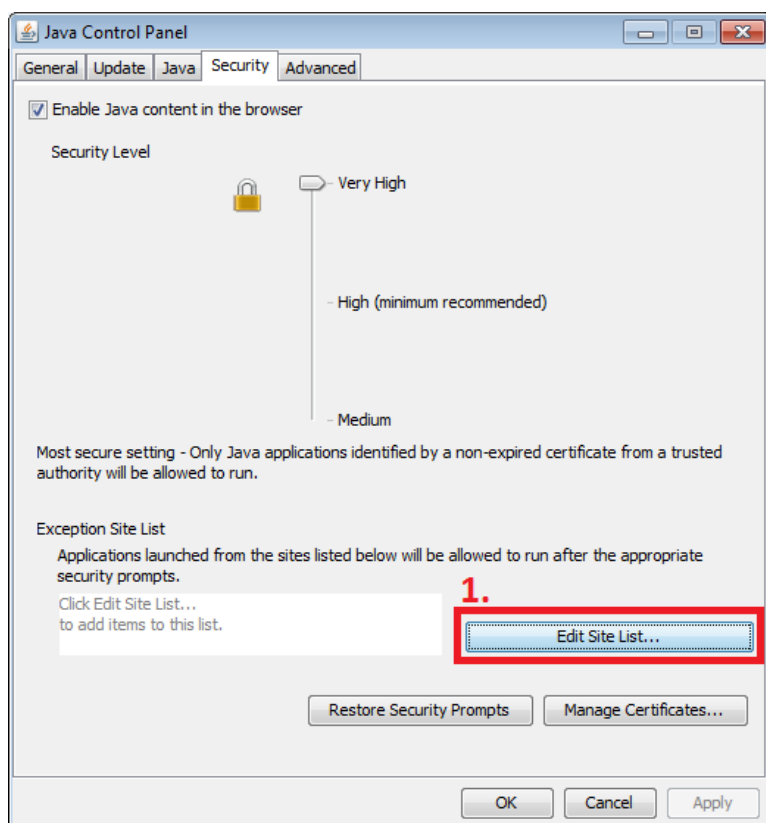 Java Control Panel
General Update Java Security Advanced
Enable Java content in the browser
Security Level
Very High
High (minimum recommended)
Medium
Most secure setting - Only Java applications identified by a non-expired certificate from a trusted
authority will be allowed to run.
Exception Site List
Applications launched from the sites listed below will be allowed to run after the appropriate
security prompts.
1.
Click Edit Site List...
to add items to this list.
Edit Site List...
Restore Security Prompts Manage Certificates...
OK Cancel Apply